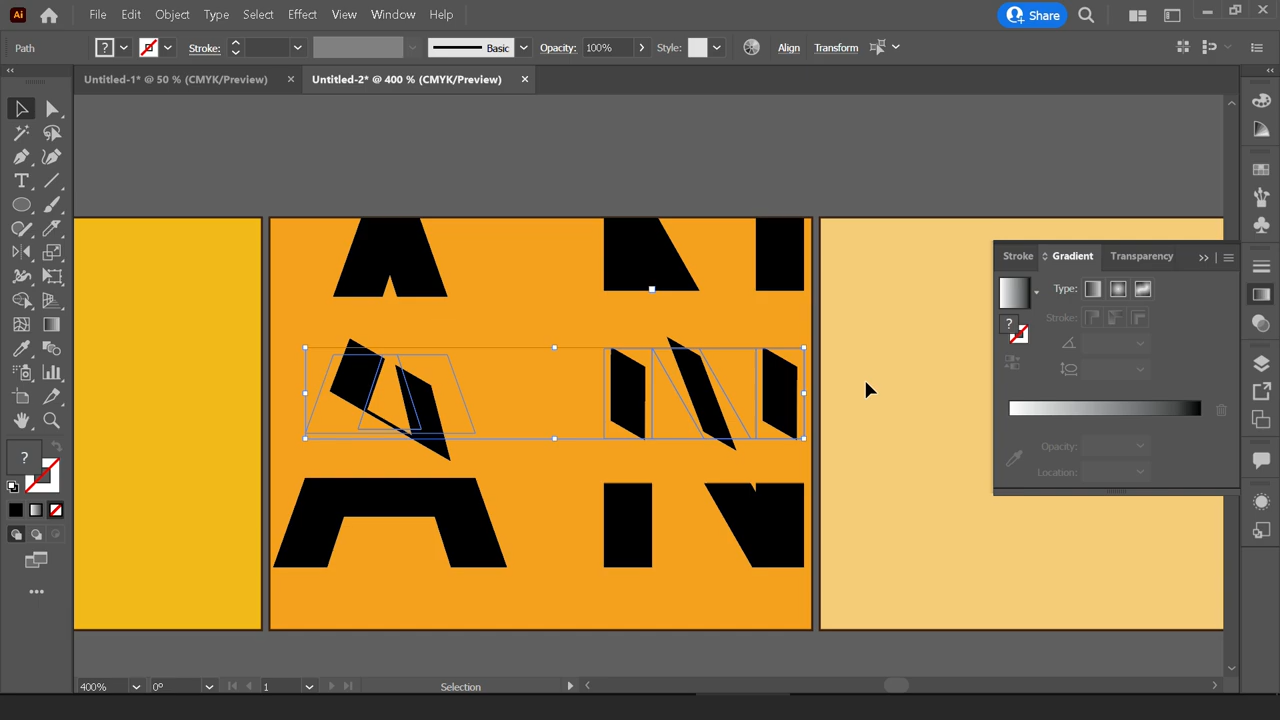 Ai File Edit Object Type Select Effect View Window Help Share
Path ? Stroke: Basic Opacity: 100% Style: Align Transform
Untitled-1* @ 50 % (CMYK/Preview) × Untitled-2* @ 400 % (CMYK/Preview) ×
Stroke Gradient Transparency
Type:
Stroke:
?
Opacity:
Location:
?
A N
A N
A N
400% 0° 1 Selection